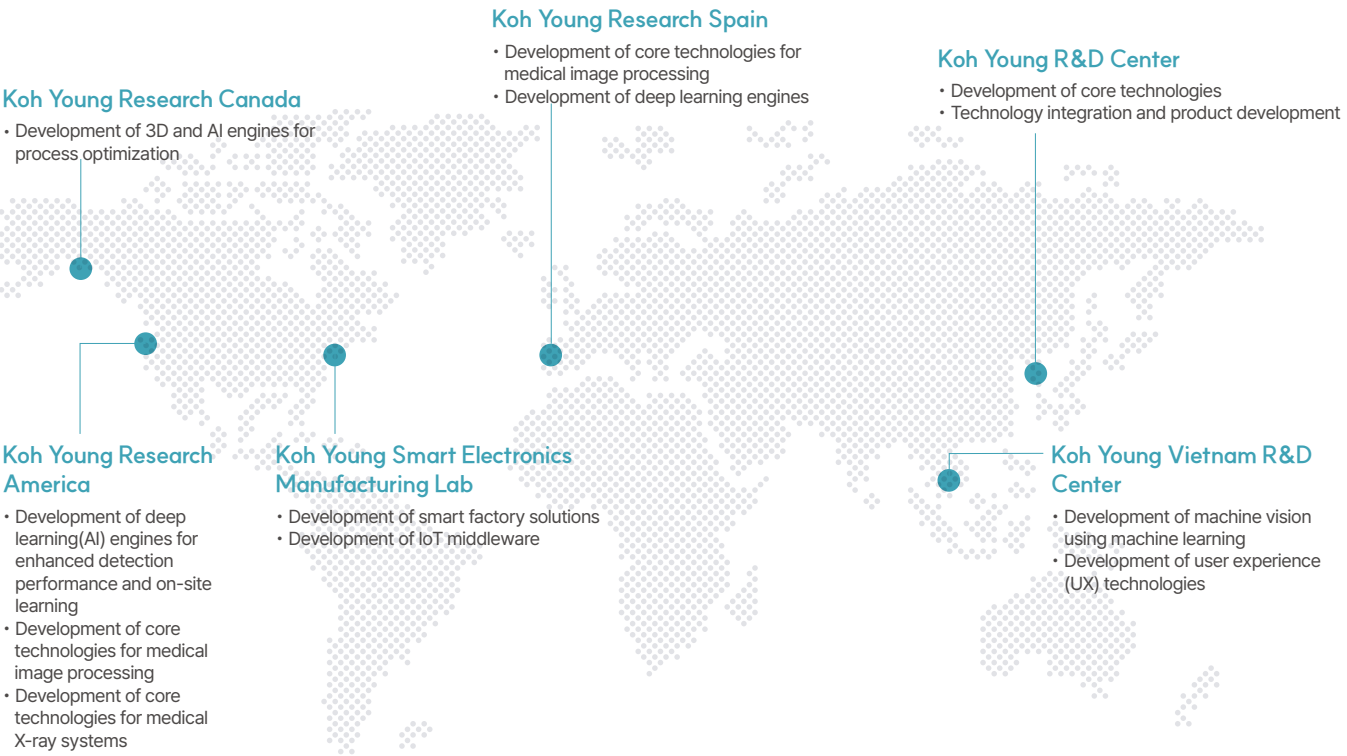 Koh Young Research Spain
• Development of core technologies for
medical image processing
• Development of deep learning engines
Koh Young R&D Center
• Development of core technologies
• Technology integration and product development
Koh Young Research Canada
• Development of 3D and AI engines for
process optimization
Koh Young Research
America
• Development of deep
learning(AI) engines for
enhanced detection
performance and on-site
learning
• Development of core
technologies for medical
image processing
• Development of core
technologies for medical
X-ray systems
Koh Young Smart Electronics
Manufacturing Lab
• Development of smart factory solutions
• Development of IoT middleware
Koh Young Vietnam R&D
Center
• Development of machine vision
using machine learning
• Development of user experience
(UX) technologies